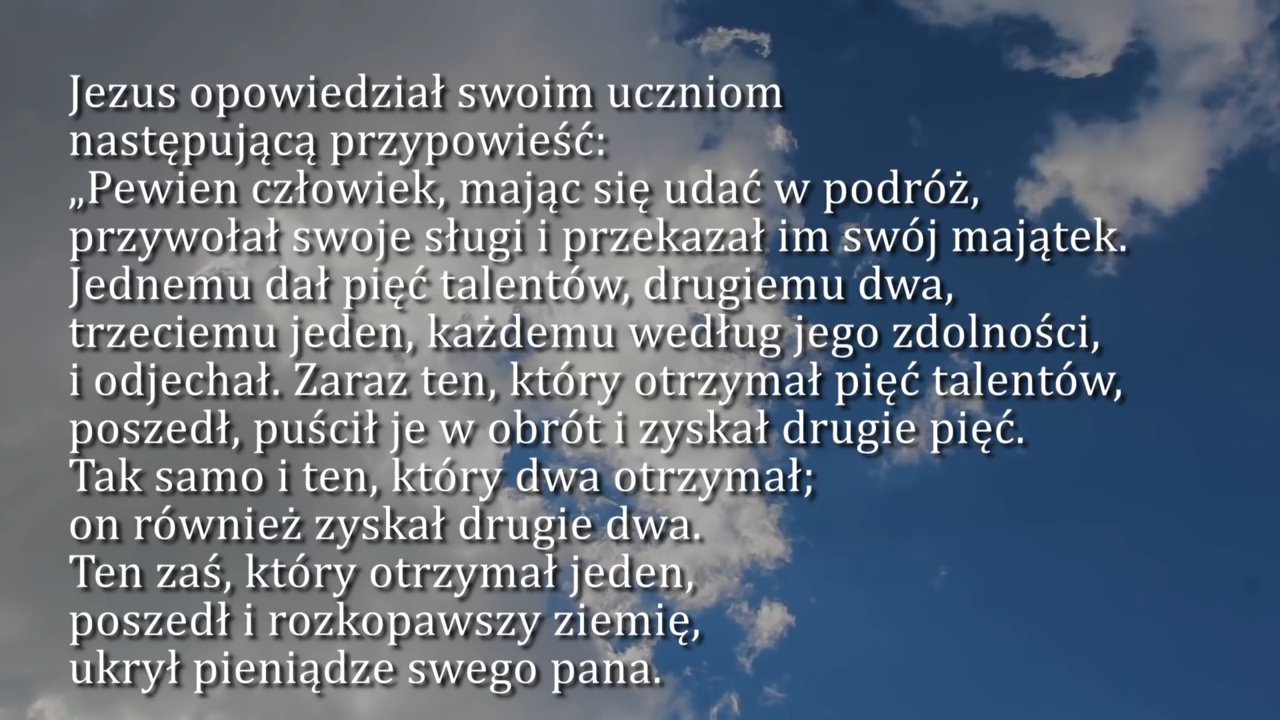 Jezus opowiedział swoim uczniom
następującą przypowieść:
„Pewien człowiek, mając się udać w podróż,
przywołał swoje sługi i przekazał im swój majątek.
Jednemu dał pięć talentów, drugiemu dwa,
trzeciemu jeden, każdemu według jego zdolności,
i odjechał. Zaraz ten, który otrzymał pięć talentów,
poszedł, puścił je w obrót i zyskał drugie pięć.
Tak samo i ten, który dwa otrzymał;
on również zyskał drugie dwa.
Ten zaś, który otrzymał jeden,
poszedł i rozkopawszy ziemię,
ukrył pieniądze swego pana.